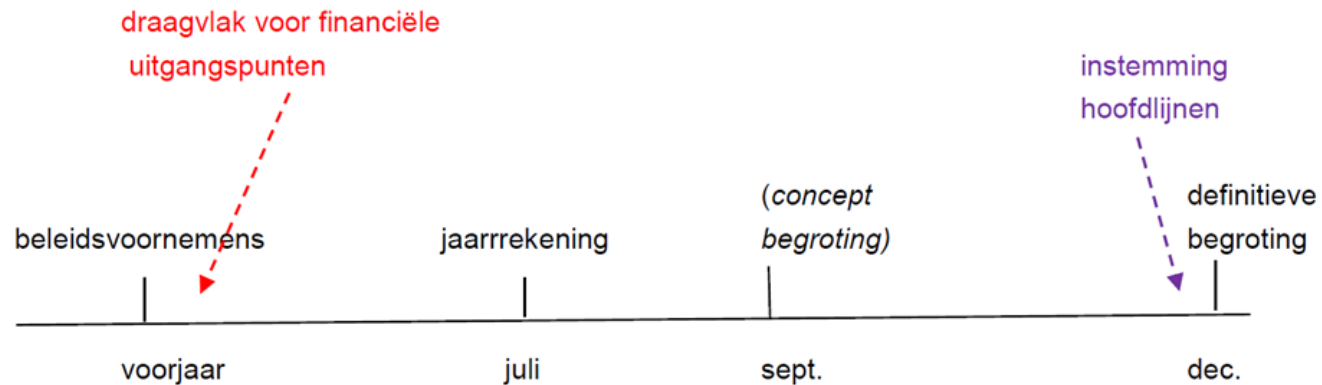 draagvlak voor financiële
uitgangspunten
instemming
hoofdlijnen
(concept
begroting)
definitieve
begroting
beleidsvoornemens
jaarrrekening
voorjaar
juli
sept.
dec.